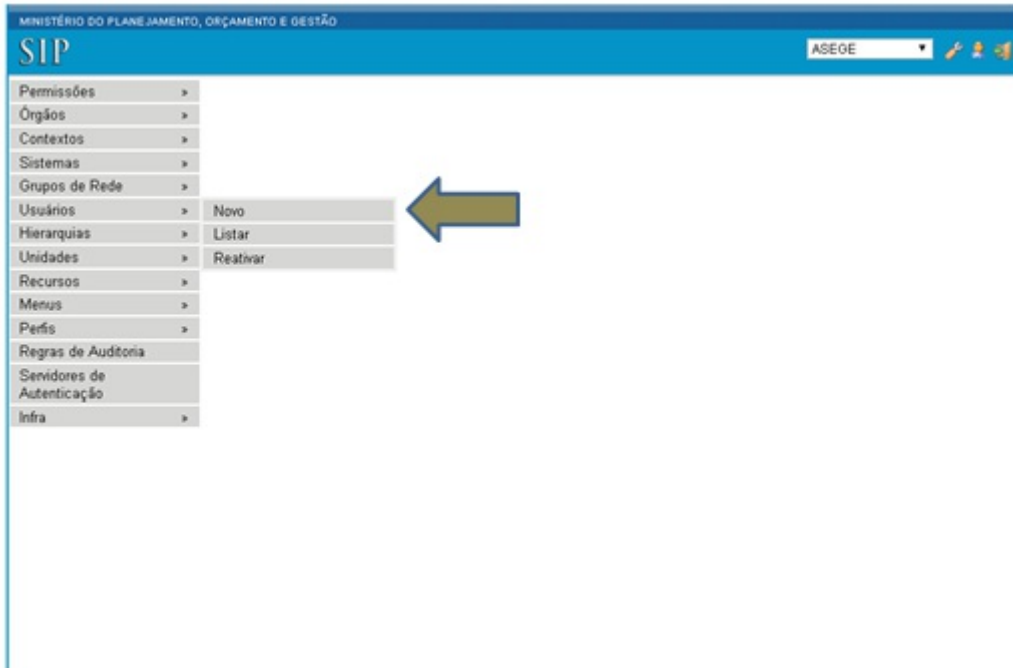 MINISTÉRIO DO PLANEJAMENTO, ORÇAMENTO E GESTÃO
SIP
ASEGE
Permissões »
Órgãos »
Contextos »
Sistemas »
Grupos de Rede »
Usuários » Novo
Hierarquias » Listar
Unidades » Reativar
Recursos »
Menus »
Perfis »
Regras de Auditoria
Servidores de
Autenticação
Infra »